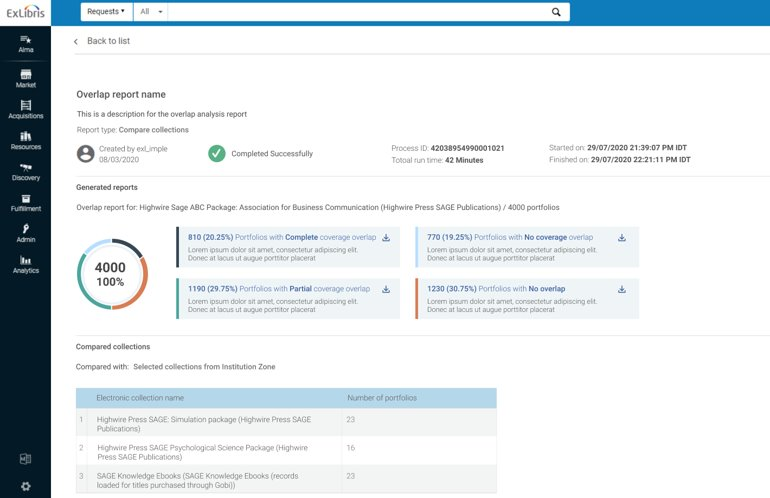 ExLibris
Requests
All
Back to list
Alma
Market
Acquisitions
Resources
Discovery
Fulfillment
Admin
Analytics
Overlap report name
This is a description for the overlap analysis report
Report type: Compare collections
Created by exl_imple
08/03/2020
Completed Successfully
Process ID: 42038954990001021
Totoal run time: 42 Minutes
Started on: 29/07/2020 21:39:07 PM IDT
Finished on: 29/07/2020 22:21:11 PM IDT
Generated reports
Overlap report for: Highwire Sage ABC Package: Association for Business Communication (Highwire Press SAGE Publications) / 4000 portfolios
4000
100%
810 (20.25%) Portfolios with Complete coverage overlap
Lorem ipsum dolor sit amet, consectetur adipiscing elit.
Donec at lacus ut augue porttitor placerat
770 (19.25%) Portfolios with No coverage overlap
Lorem ipsum dolor sit amet, consectetur adipiscing elit.
Donec at lacus ut augue porttitor placerat
1190 (29.75%) Portfolios with Partial coverage overlap
Lorem ipsum dolor sit amet, consectetur adipiscing elit.
Donec at lacus ut augue porttitor placerat
1230 (30.75%) Portfolios with No overlap
Lorem ipsum dolor sit amet, consectetur adipiscing elit.
Donec at lacus ut augue porttitor placerat
Compared collections
Compared with: Selected collections from Institution Zone
Electronic collection name
Number of portfolios
1 Highwire Press SAGE: Simulation package (Highwire Press SAGE
Publications)
23
2 Highwire Press SAGE Psychological Science Package (Highwire
Press SAGE Publications)
16
3 SAGE Knowledge Ebooks (SAGE Knowledge Ebooks (records
loaded for titles purchased through Gobi))
23